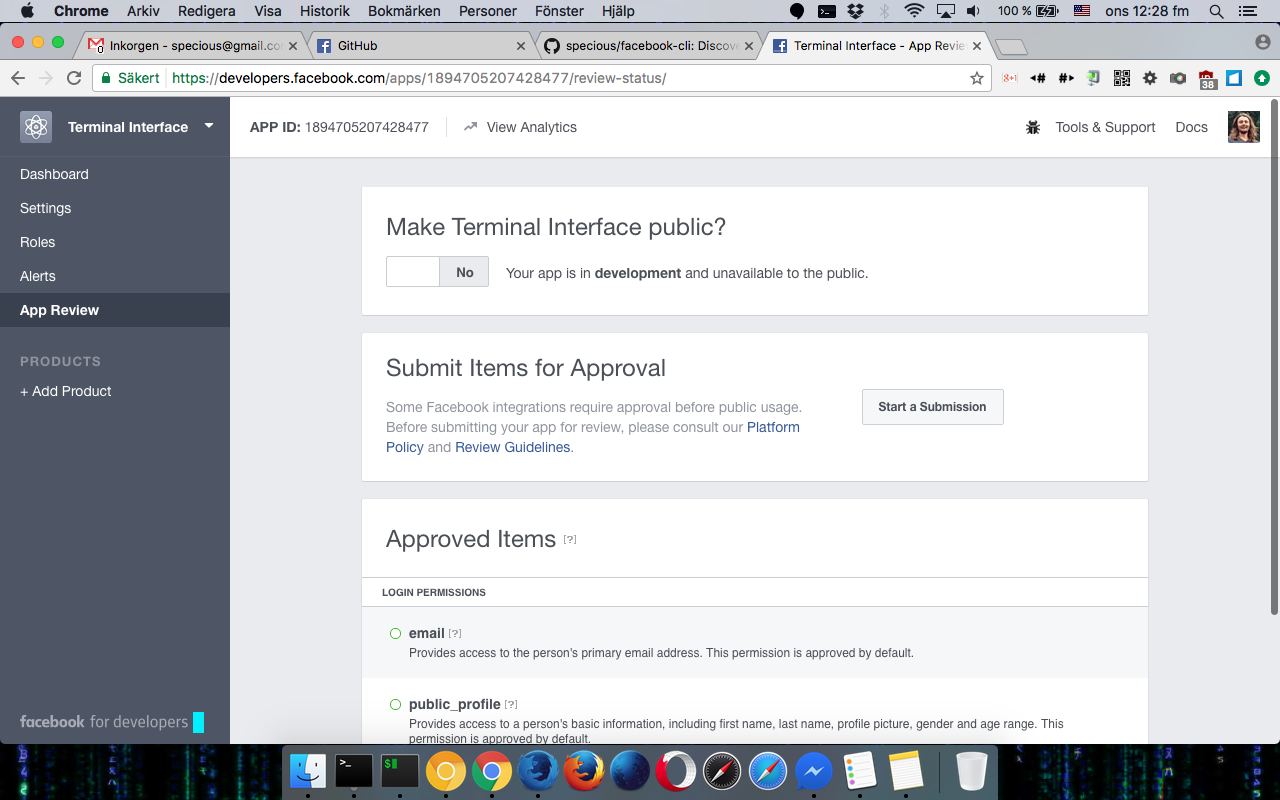 Chrome Arkiv Redigera Visa Historik Bokmärken Personer Fönster Hjälp 100 % ons 12:28 fm
Inkorgen - specious@gmail.co
GitHub
specious/facebook-cli: Discove
Terminal Interface - App Revie
Säkert https://developers.facebook.com/apps/1894705207428477/review-status/
38
Terminal Interface
APP ID: 1894705207428477
View Analytics
Tools & Support
Docs
Dashboard
Settings
Roles
Alerts
App Review
PRODUCTS
+ Add Product
facebook for developers
Make Terminal Interface public?
No
Your app is in development and unavailable to the public.
Submit Items for Approval
Some Facebook integrations require approval before public usage.
Before submitting your app for review, please consult our Platform
Policy and Review Guidelines.
Start a Submission
Approved Items [?]
LOGIN PERMISSIONS
email [?]
Provides access to the person's primary email address. This permission is approved by default.
public_profile [?]
Provides access to a person's basic information, including first name, last name, profile picture, gender and age range. This
permission is approved by default.
>_
$